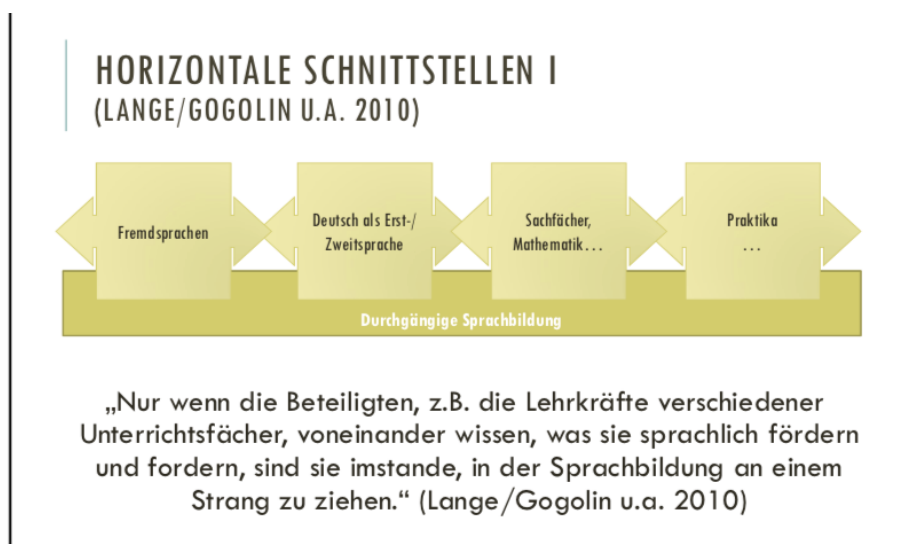 HORIZONTALE SCHNITTSTELLEN I
(LANGE/GOGOLIN U.A. 2010)
Fremdsprachen
Deutsch als Erst-/
Zweitsprache
Sachfächer,
Mathematik…
Praktika
…
Durchgängige Sprachbildung
„Nur wenn die Beteiligten, z.B. die Lehrkräfte verschiedener
Unterrichtsfächer, voneinander wissen, was sie sprachlich fördern
und fordern, sind sie imstande, in der Sprachbildung an einem
Strang zu ziehen.“ (Lange/Gogolin u.a. 2010)